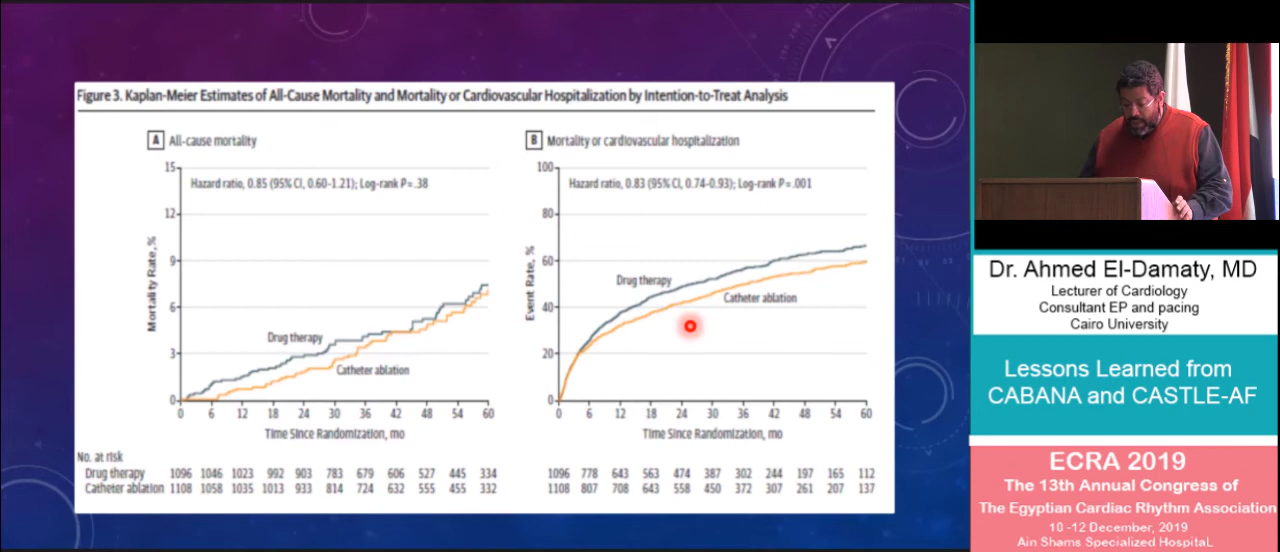 Figure 3. Kaplan-Meier Estimates of All-Cause Mortality and Mortality or Cardiovascular Hospitalization by Intention-to-Treat Analysis
A All-cause mortality
15
12
9
6
3
0
Mortality Rate, %
Hazard ratio, 0.85 (95% CI, 0.60-1.21); Log-rank P = .38
Drug therapy
Catheter ablation
0 6 12 18 24 30 36 42 48 54 60
Time Since Randomization, mo
B Mortality or cardiovascular hospitalization
100
80
60
40
20
0
Event Rate, %
Hazard ratio, 0.83 (95% CI, 0.74-0.93); Log-rank P = .001
Drug therapy
Catheter ablation
0 6 12 18 24 30 36 42 48 54 60
Time Since Randomization, mo
No. at risk
Drug therapy 1096 1046 1023 992 903 783 679 606 527 445 334 1096 778 643 563 474 387 302 244 197 165 112
Catheter ablation 1108 1058 1035 1013 933 814 724 632 555 455 332 1108 807 708 643 558 450 372 307 261 207 137
Dr. Ahmed El-Damaty, MD
Lecturer of Cardiology
Consultant EP and pacing
Cairo University
Lessons Learned from
CABANA and CASTLE-AF
ECRA 2019
The 13th Annual Congress of
The Egyptian Cardiac Rhythm Association
10 -12 December, 2019
Ain Shams Specialized HospitaL